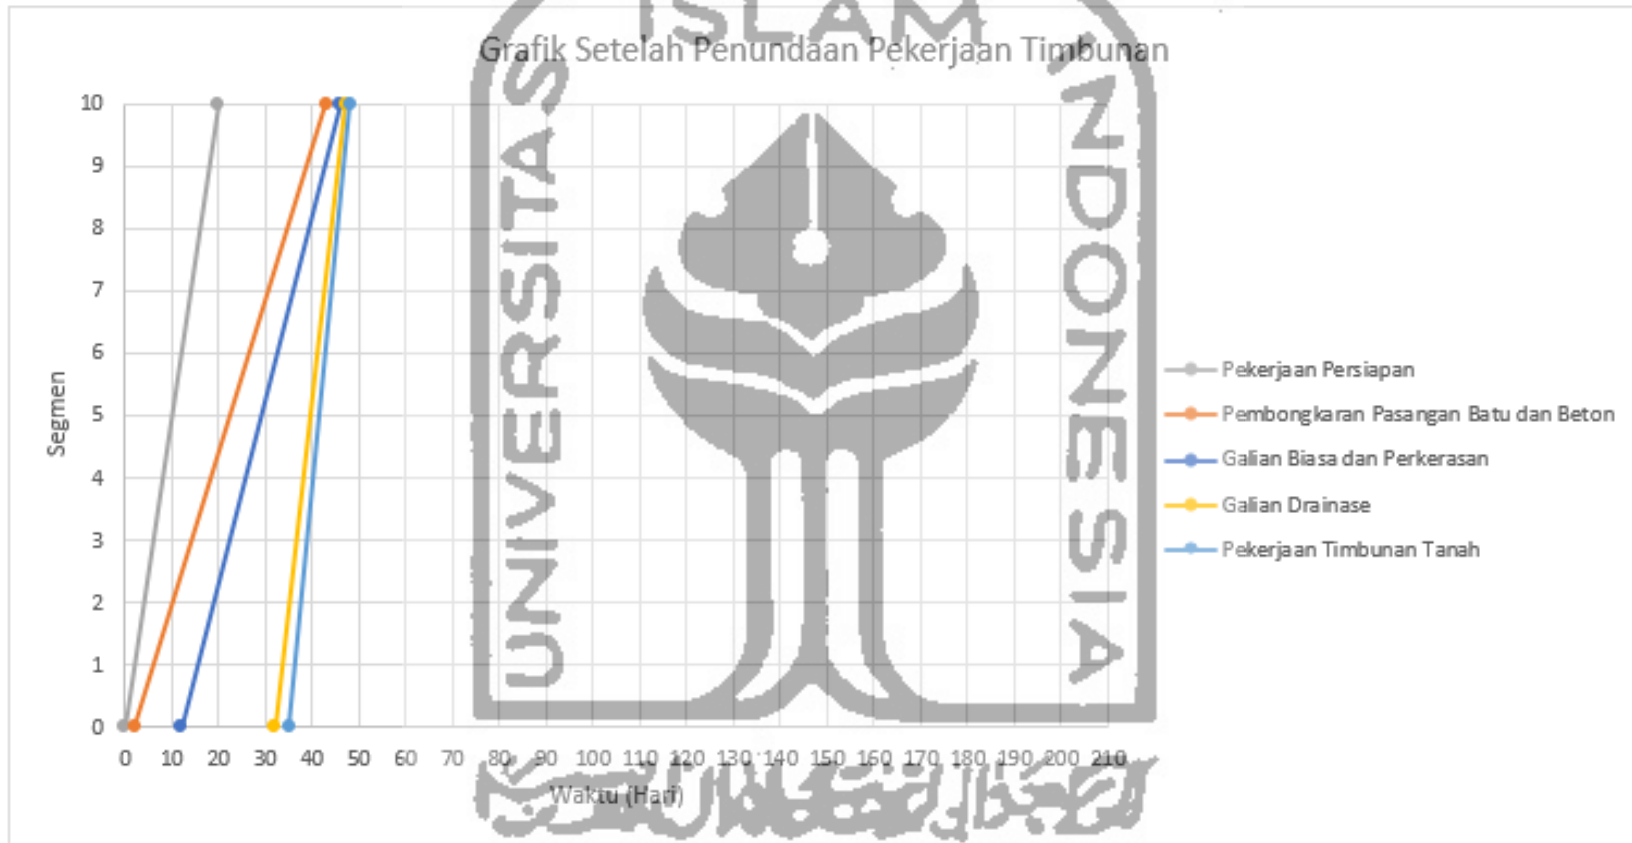 ISLAM
Grafik Setelah Penundaan Pekerjaan Timbunan
UNIVERSITAS
INDONESIA
10
9
8
7
6
5
4
3
2
1
0
Segmen
0 10 20 30 40 50 60 70 80 90 100 110 120 130 140 150 160 170 180 190 200 210
Waktu (Hari)
Pekerjaan Persiapan
Pembongkaran Pasangan Batu dan Beton
Galian Biasa dan Perkerasan
Galian Drainase
Pekerjaan Timbunan Tanah